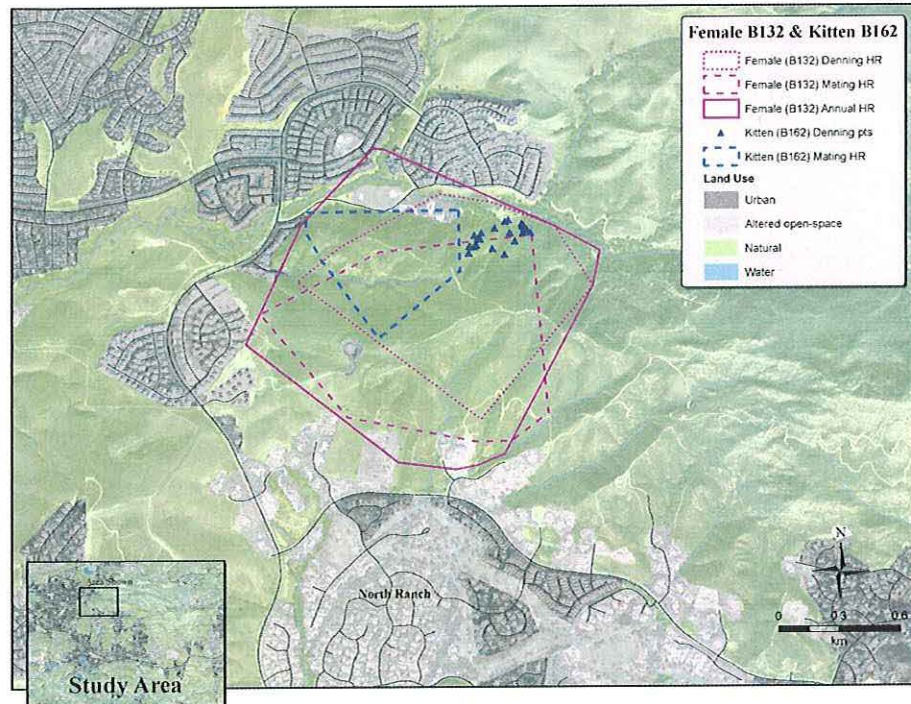 Female B132 & Kitten B162
Female (B132) Denning HR
Female (B132) Mating HR
Female (B132) Annual HR
Kitten (B162) Denning pts
Kitten (B162) Mating HR
Land Use
Urban
Altered open-space
Natural
Water
North Ranch
N
0 0.3 0.6
km
Area Shown
Study Area